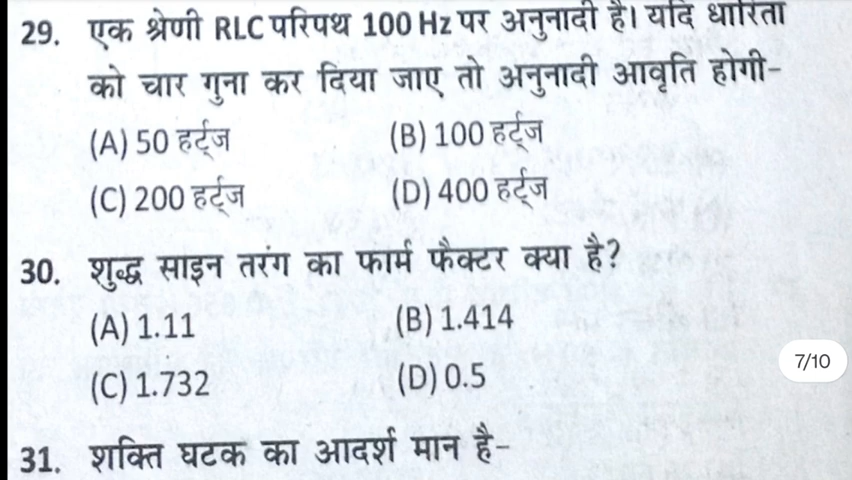 29. एक श्रेणी RLC परिपथ 100 Hz पर अनुनादी है। यदि धारिता
को चार गुना कर दिया जाए तो अनुनादी आवृति होगी-
(A) 50 हर्ट्ज (B) 100 हर्ट्ज
(C) 200 हर्ट्ज (D) 400 हर्ट्ज
30. शुद्ध साइन तरंग का फार्म फैक्टर क्या है?
(A) 1.11 (B) 1.414
7/10
(C) 1.732 (D) 0.5
31. शक्ति घटक का आदर्श मान है-